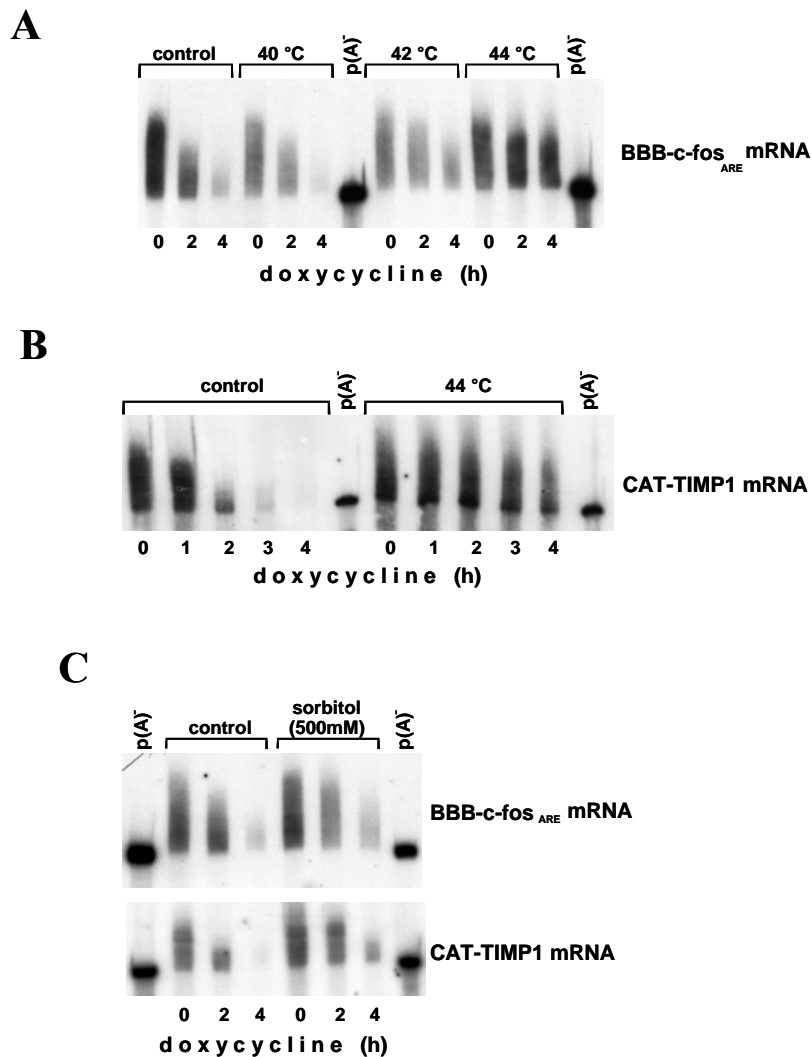 A
control 40 °C p(A)⁻ 42 °C 44 °C p(A)⁻
BBB-c-fos ARE mRNA
0 2 4 0 2 4 0 2 4 0 2 4
doxycycline (h)
B
control p(A)⁻ 44 °C p(A)⁻
CAT-TIMP1 mRNA
0 1 2 3 4 0 1 2 3 4
doxycycline (h)
C
p(A)⁻ control sorbitol (500mM) p(A)⁻
BBB-c-fos ARE mRNA
CAT-TIMP1 mRNA
0 2 4 0 2 4
doxycycline (h)